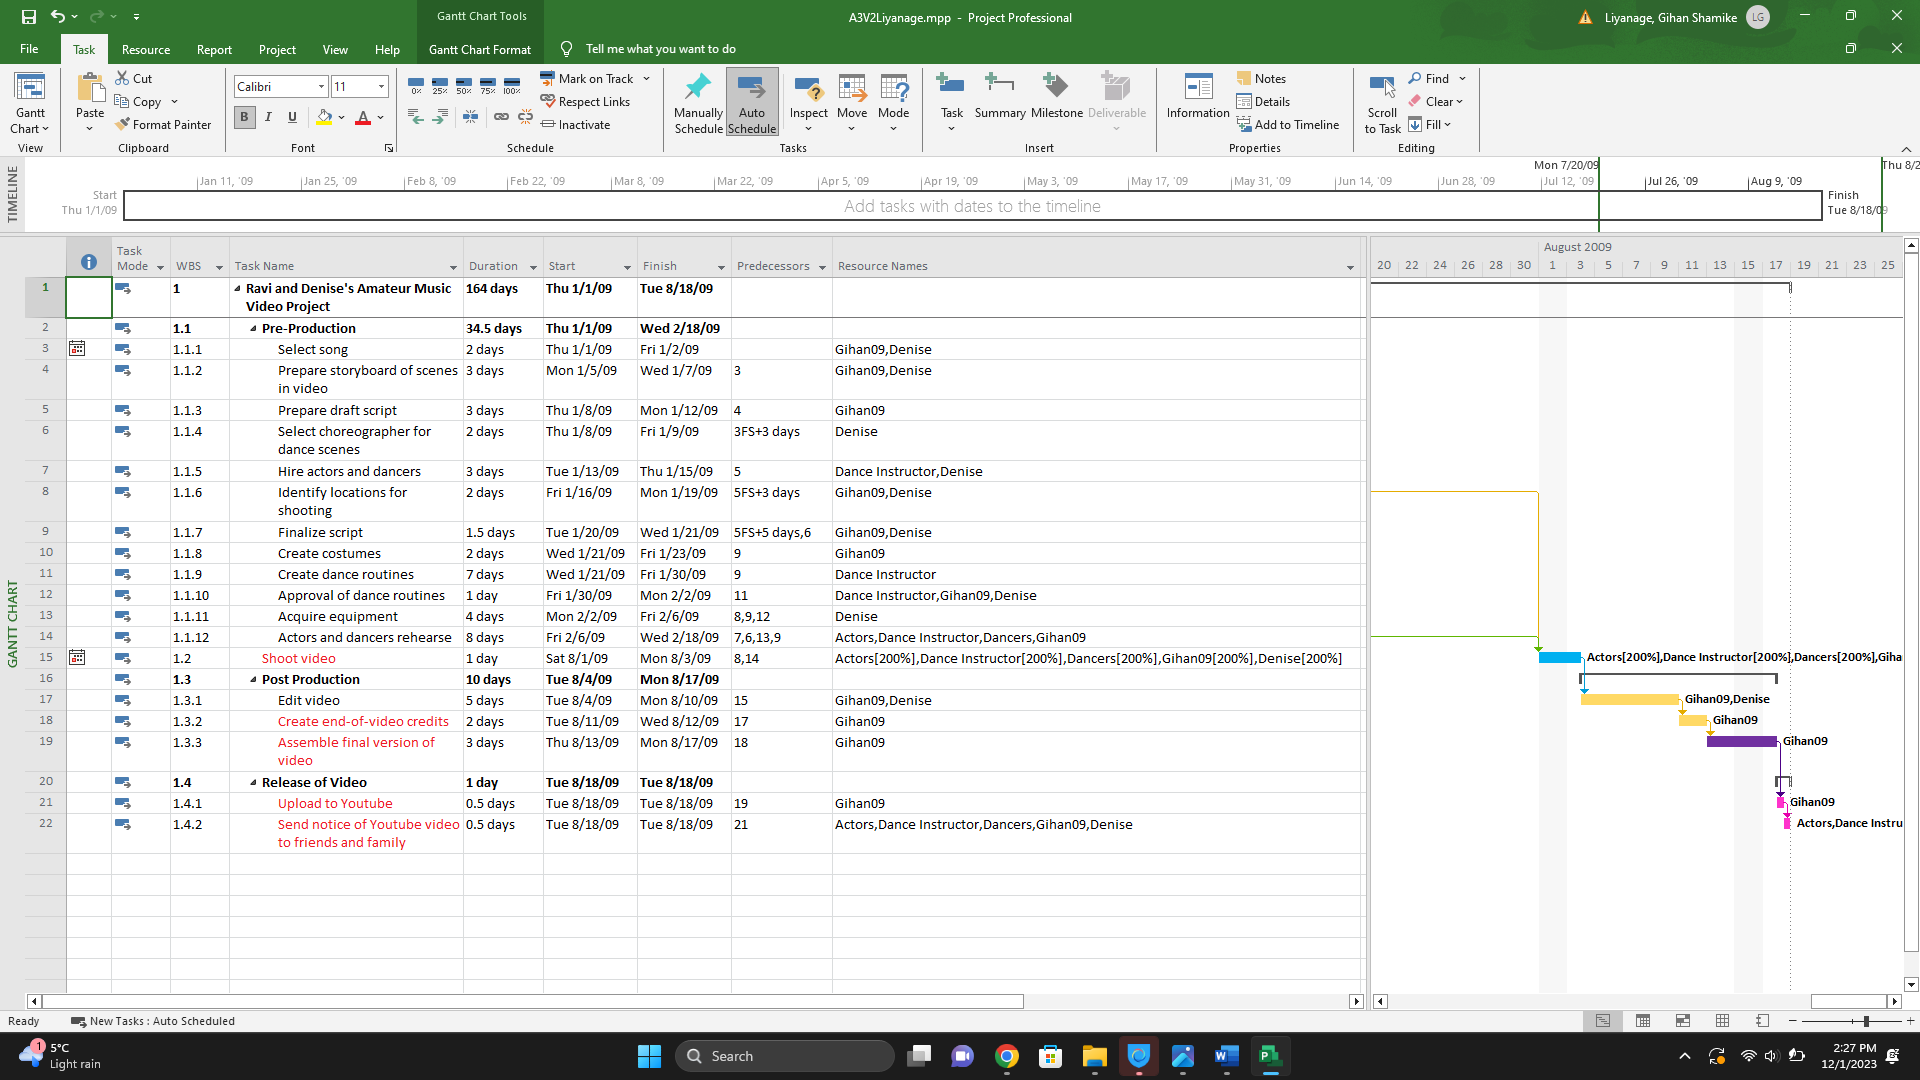 Gantt Chart Tools
A3V2Liyanage.mpp - Project Professional
Liyanage, Gihan Shamike
LG
File Task Resource Report Project View Help Gantt Chart Format Tell me what you want to do
Gantt Chart
View
Paste
Cut
Copy
Format Painter
Clipboard
Calibri 11
B I U A
Font
0% 25% 50% 75% 100%
Mark on Track
Respect Links
Inactivate
Schedule
Manually Schedule
Auto Schedule
Inspect
Move
Mode
Tasks
Task
Summary
Milestone
Deliverable
Insert
Information
Notes
Details
Add to Timeline
Properties
Scroll to Task
Find
Clear
Fill
Editing
TIMELINE
Mon 7/20/09
Thu 8/2
Jan 11, '09 Jan 25, '09 Feb 8, '09 Feb 22, '09 Mar 8, '09 Mar 22, '09 Apr 5, '09 Apr 19, '09 May 3, '09 May 17, '09 May 31, '09 Jun 14, '09 Jun 28, '09 Jul 12, '09 Jul 26, '09 Aug 9, '09
Start
Thu 1/1/09
Add tasks with dates to the timeline
Finish
Tue 8/18/09
GANTT CHART
Task Mode WBS Task Name Duration Start Finish Predecessors Resource Names
1 1 Ravi and Denise's Amateur Music Video Project 164 days Thu 1/1/09 Tue 8/18/09
2 1.1 Pre-Production 34.5 days Thu 1/1/09 Wed 2/18/09
3 1.1.1 Select song 2 days Thu 1/1/09 Fri 1/2/09 Gihan09,Denise
4 1.1.2 Prepare storyboard of scenes in video 3 days Mon 1/5/09 Wed 1/7/09 3 Gihan09,Denise
5 1.1.3 Prepare draft script 3 days Thu 1/8/09 Mon 1/12/09 4 Gihan09
6 1.1.4 Select choreographer for dance scenes 2 days Thu 1/8/09 Fri 1/9/09 3FS+3 days Denise
7 1.1.5 Hire actors and dancers 3 days Tue 1/13/09 Thu 1/15/09 5 Dance Instructor,Denise
8 1.1.6 Identify locations for shooting 2 days Fri 1/16/09 Mon 1/19/09 5FS+3 days Gihan09,Denise
9 1.1.7 Finalize script 1.5 days Tue 1/20/09 Wed 1/21/09 5FS+5 days,6 Gihan09,Denise
10 1.1.8 Create costumes 2 days Wed 1/21/09 Fri 1/23/09 9 Gihan09
11 1.1.9 Create dance routines 7 days Wed 1/21/09 Fri 1/30/09 9 Dance Instructor
12 1.1.10 Approval of dance routines 1 day Fri 1/30/09 Mon 2/2/09 11 Dance Instructor,Gihan09,Denise
13 1.1.11 Acquire equipment 4 days Mon 2/2/09 Fri 2/6/09 8,9,12 Denise
14 1.1.12 Actors and dancers rehearse 8 days Fri 2/6/09 Wed 2/18/09 7,6,13,9 Actors,Dance Instructor,Dancers,Gihan09
15 1.2 Shoot video 1 day Sat 8/1/09 Mon 8/3/09 8,14 Actors[200%],Dance Instructor[200%],Dancers[200%],Gihan09[200%],Denise[200%]
16 1.3 Post Production 10 days Tue 8/4/09 Mon 8/17/09
17 1.3.1 Edit video 5 days Tue 8/4/09 Mon 8/10/09 15 Gihan09,Denise
18 1.3.2 Create end-of-video credits 2 days Tue 8/11/09 Wed 8/12/09 17 Gihan09
19 1.3.3 Assemble final version of video 3 days Thu 8/13/09 Mon 8/17/09 18 Gihan09
20 1.4 Release of Video 1 day Tue 8/18/09 Tue 8/18/09
21 1.4.1 Upload to Youtube 0.5 days Tue 8/18/09 Tue 8/18/09 19 Gihan09
22 1.4.2 Send notice of Youtube video to friends and family 0.5 days Tue 8/18/09 Tue 8/18/09 21 Actors,Dance Instructor,Dancers,Gihan09,Denise
August 2009
20 22 24 26 28 30 1 3 5 7 9 11 13 15 17 19 21 23 25
Actors[200%],Dance Instructor[200%],Dancers[200%],Giha
Gihan09,Denise
Gihan09
Gihan09
Gihan09
Actors,Dance Instru
Ready New Tasks : Auto Scheduled
1
5°C
Light rain
Search
2:27 PM
12/1/2023